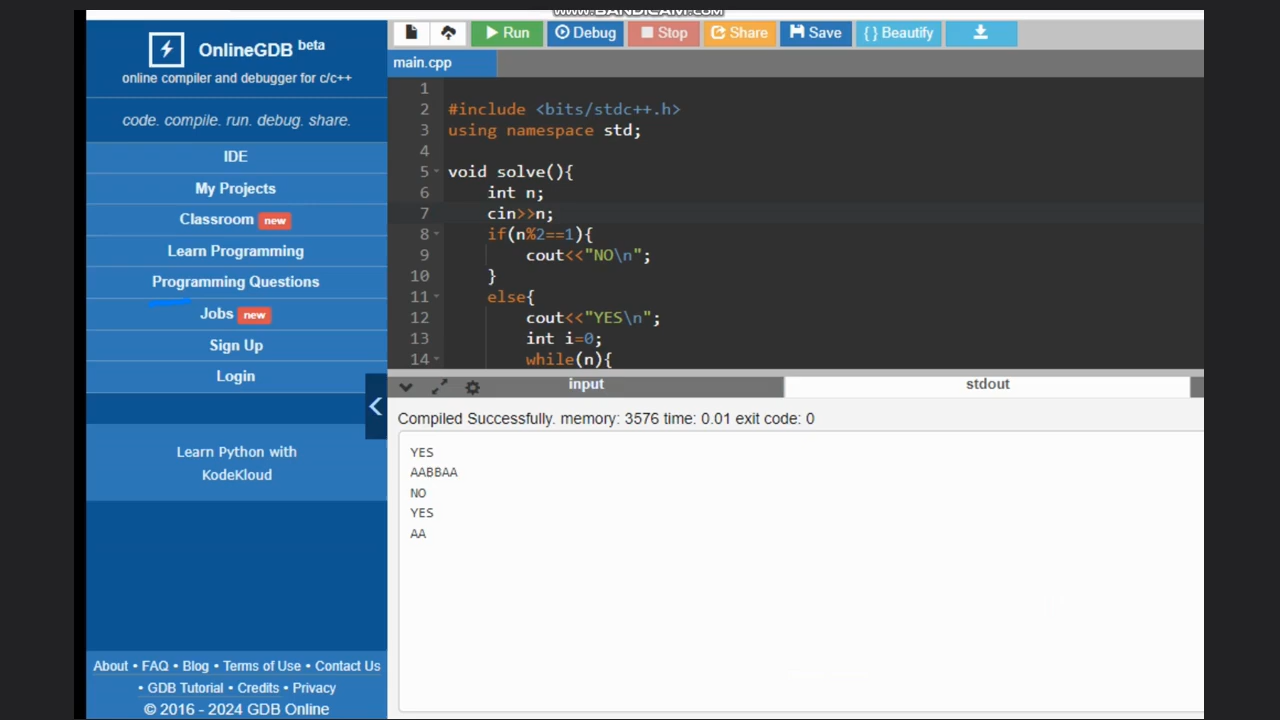 www.BANDICAM.com
OnlineGDB beta
online compiler and debugger for c/c++
code. compile. run. debug. share.
IDE
My Projects
Classroom new
Learn Programming
Programming Questions
Jobs new
Sign Up
Login
Learn Python with
KodeKloud
About • FAQ • Blog • Terms of Use • Contact Us
• GDB Tutorial • Credits • Privacy
© 2016 - 2024 GDB Online
Run Debug Stop Share Save { } Beautify
main.cpp
1
2 #include <bits/stdc++.h>
3 using namespace std;
4
5 void solve(){
6 int n;
7 cin>>n;
8 if(n%2==1){
9 cout<<"NO\n";
10 }
11 else{
12 cout<<"YES\n";
13 int i=0;
14 while(n){
input stdout
Compiled Successfully. memory: 3576 time: 0.01 exit code: 0
YES
AABBAA
NO
YES
AA